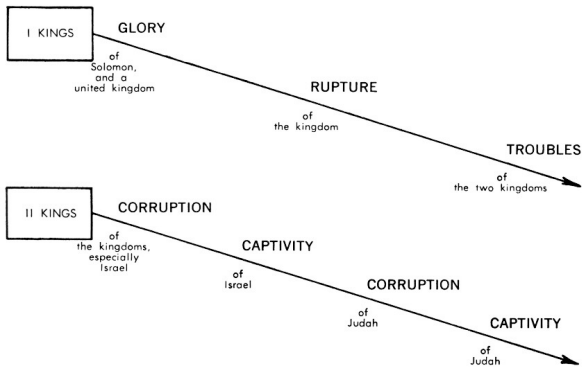 I KINGS
GLORY
of
Solomon,
and a
united kingdom
RUPTURE
of
the kingdom
TROUBLES
of
the two kingdoms
II KINGS
CORRUPTION
of
the kingdoms,
especially
Israel
CAPTIVITY
of
Israel
CORRUPTION
of
Judah
CAPTIVITY
of
Judah